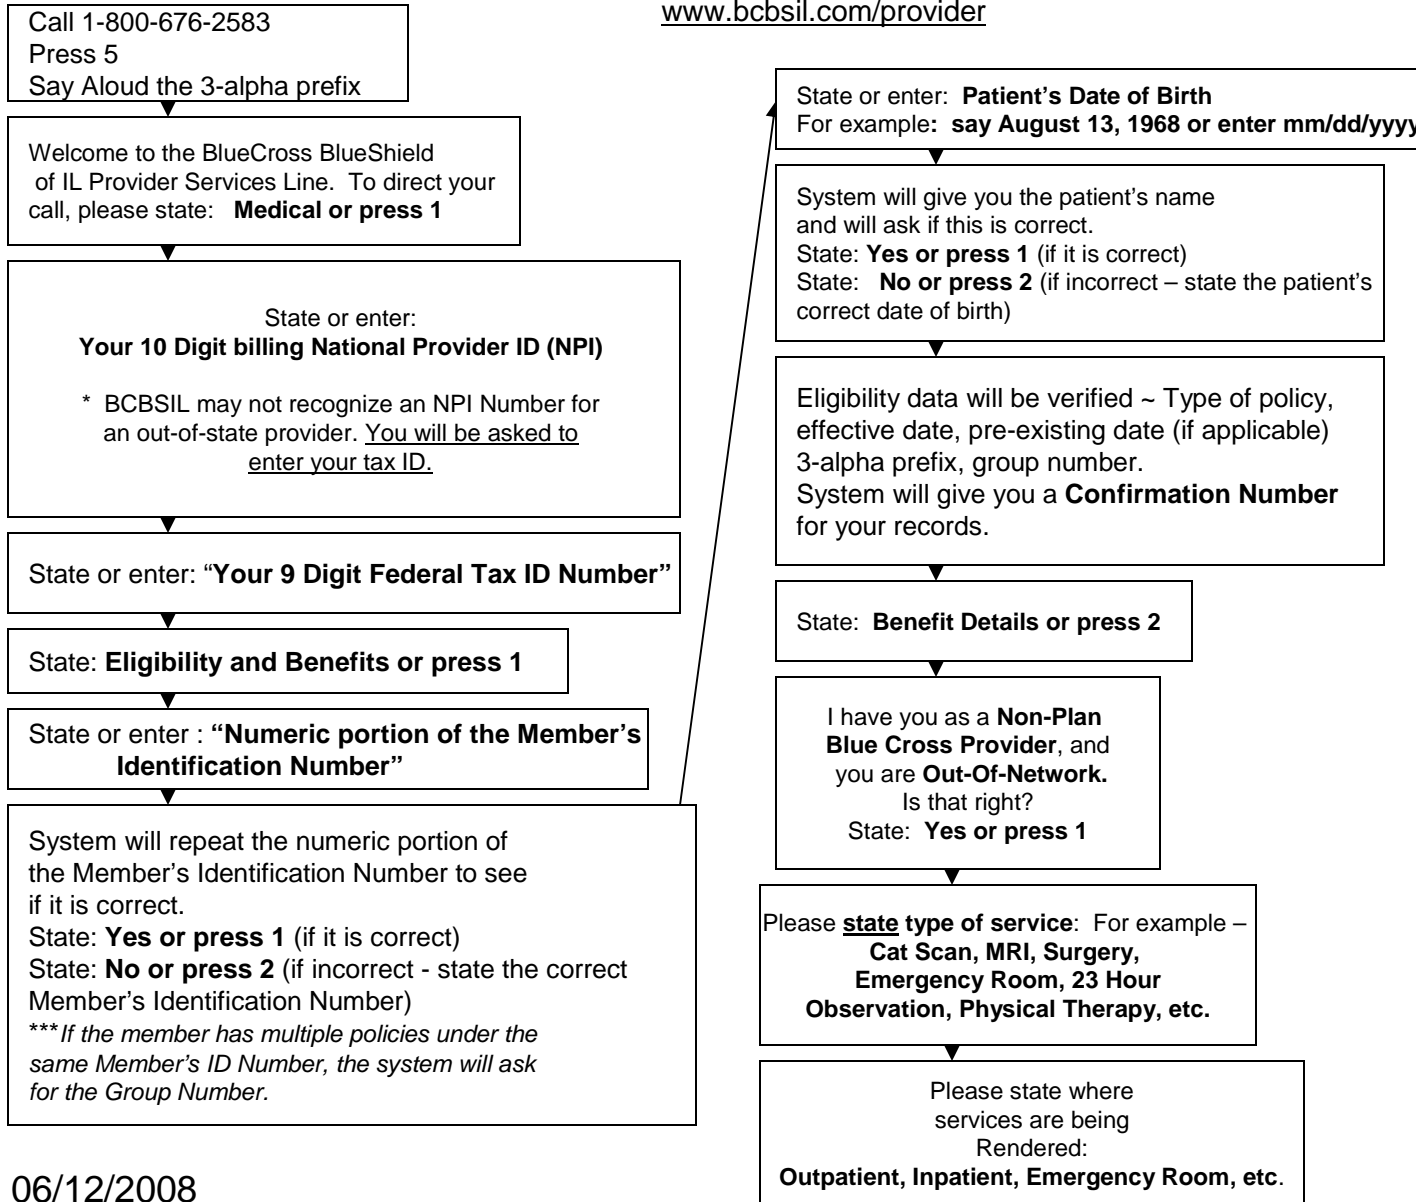 www.bcbsil.com/provider
Call 1-800-676-2583
Press 5
Say Aloud the 3-alpha prefix
Welcome to the BlueCross BlueShield
of IL Provider Services Line. To direct your
call, please state: Medical or press 1
State or enter:
Your 10 Digit billing National Provider ID (NPI)
* BCBSIL may not recognize an NPI Number for
an out-of-state provider. You will be asked to
enter your tax ID.
State or enter: “Your 9 Digit Federal Tax ID Number”
State: Eligibility and Benefits or press 1
State or enter : “Numeric portion of the Member’s
Identification Number”
System will repeat the numeric portion of
the Member’s Identification Number to see
if it is correct.
State: Yes or press 1 (if it is correct)
State: No or press 2 (if incorrect - state the correct
Member’s Identification Number)
***If the member has multiple policies under the
same Member’s ID Number, the system will ask
for the Group Number.
State or enter: Patient’s Date of Birth
For example: say August 13, 1968 or enter mm/dd/yyyy
System will give you the patient’s name
and will ask if this is correct.
State: Yes or press 1 (if it is correct)
State: No or press 2 (if incorrect – state the patient’s
correct date of birth)
Eligibility data will be verified ~ Type of policy,
effective date, pre-existing date (if applicable)
3-alpha prefix, group number.
System will give you a Confirmation Number
for your records.
State: Benefit Details or press 2
I have you as a Non-Plan
Blue Cross Provider, and
you are Out-Of-Network.
Is that right?
State: Yes or press 1
Please state type of service: For example –
Cat Scan, MRI, Surgery,
Emergency Room, 23 Hour
Observation, Physical Therapy, etc.
Please state where
services are being
Rendered:
Outpatient, Inpatient, Emergency Room, etc.
06/12/2008